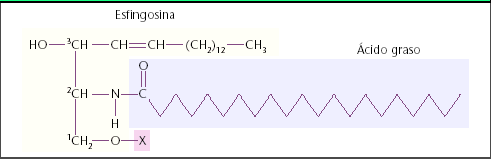 Esfingosina
HO—³CH—CH=CH—(CH₂)₁₂—CH₃
Ácido graso
O
²CH—N—C
H
¹CH₂—O—X